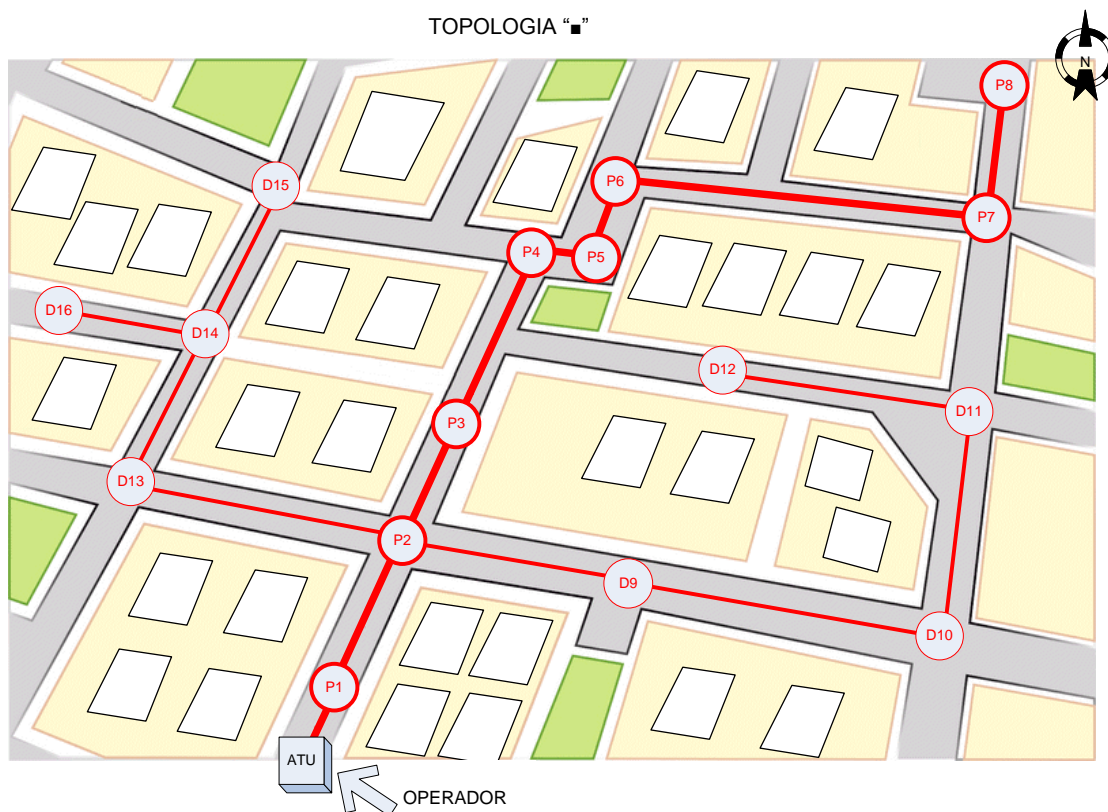 TOPOLOGIA “■”
N
P8
D15
P6
P7
P4
P5
D16
D14
D12
D11
P3
D13
P2
D9
D10
P1
ATU
OPERADOR